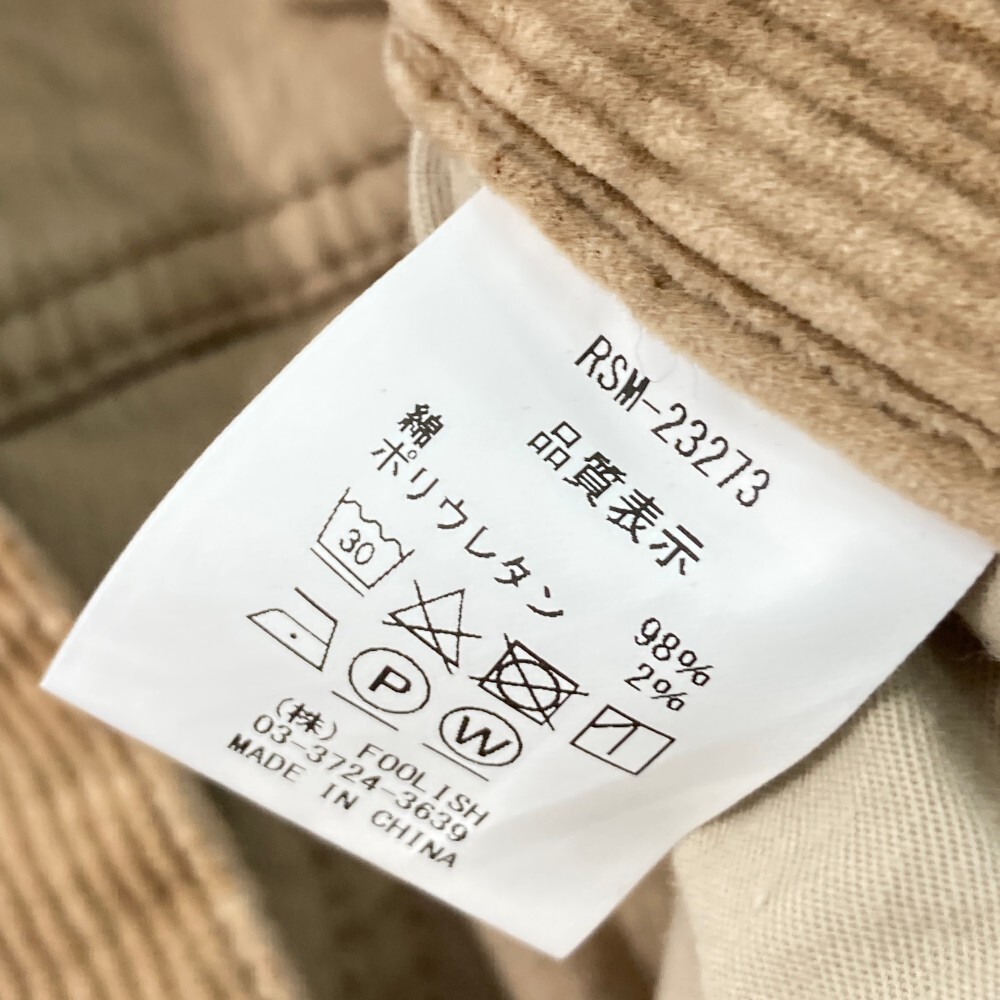 RSM-23273
品質表示
綿 98%
ポリウレタン 2%
30
P W
(株) FOOLISH
03-3724-3639
MADE IN CHINA